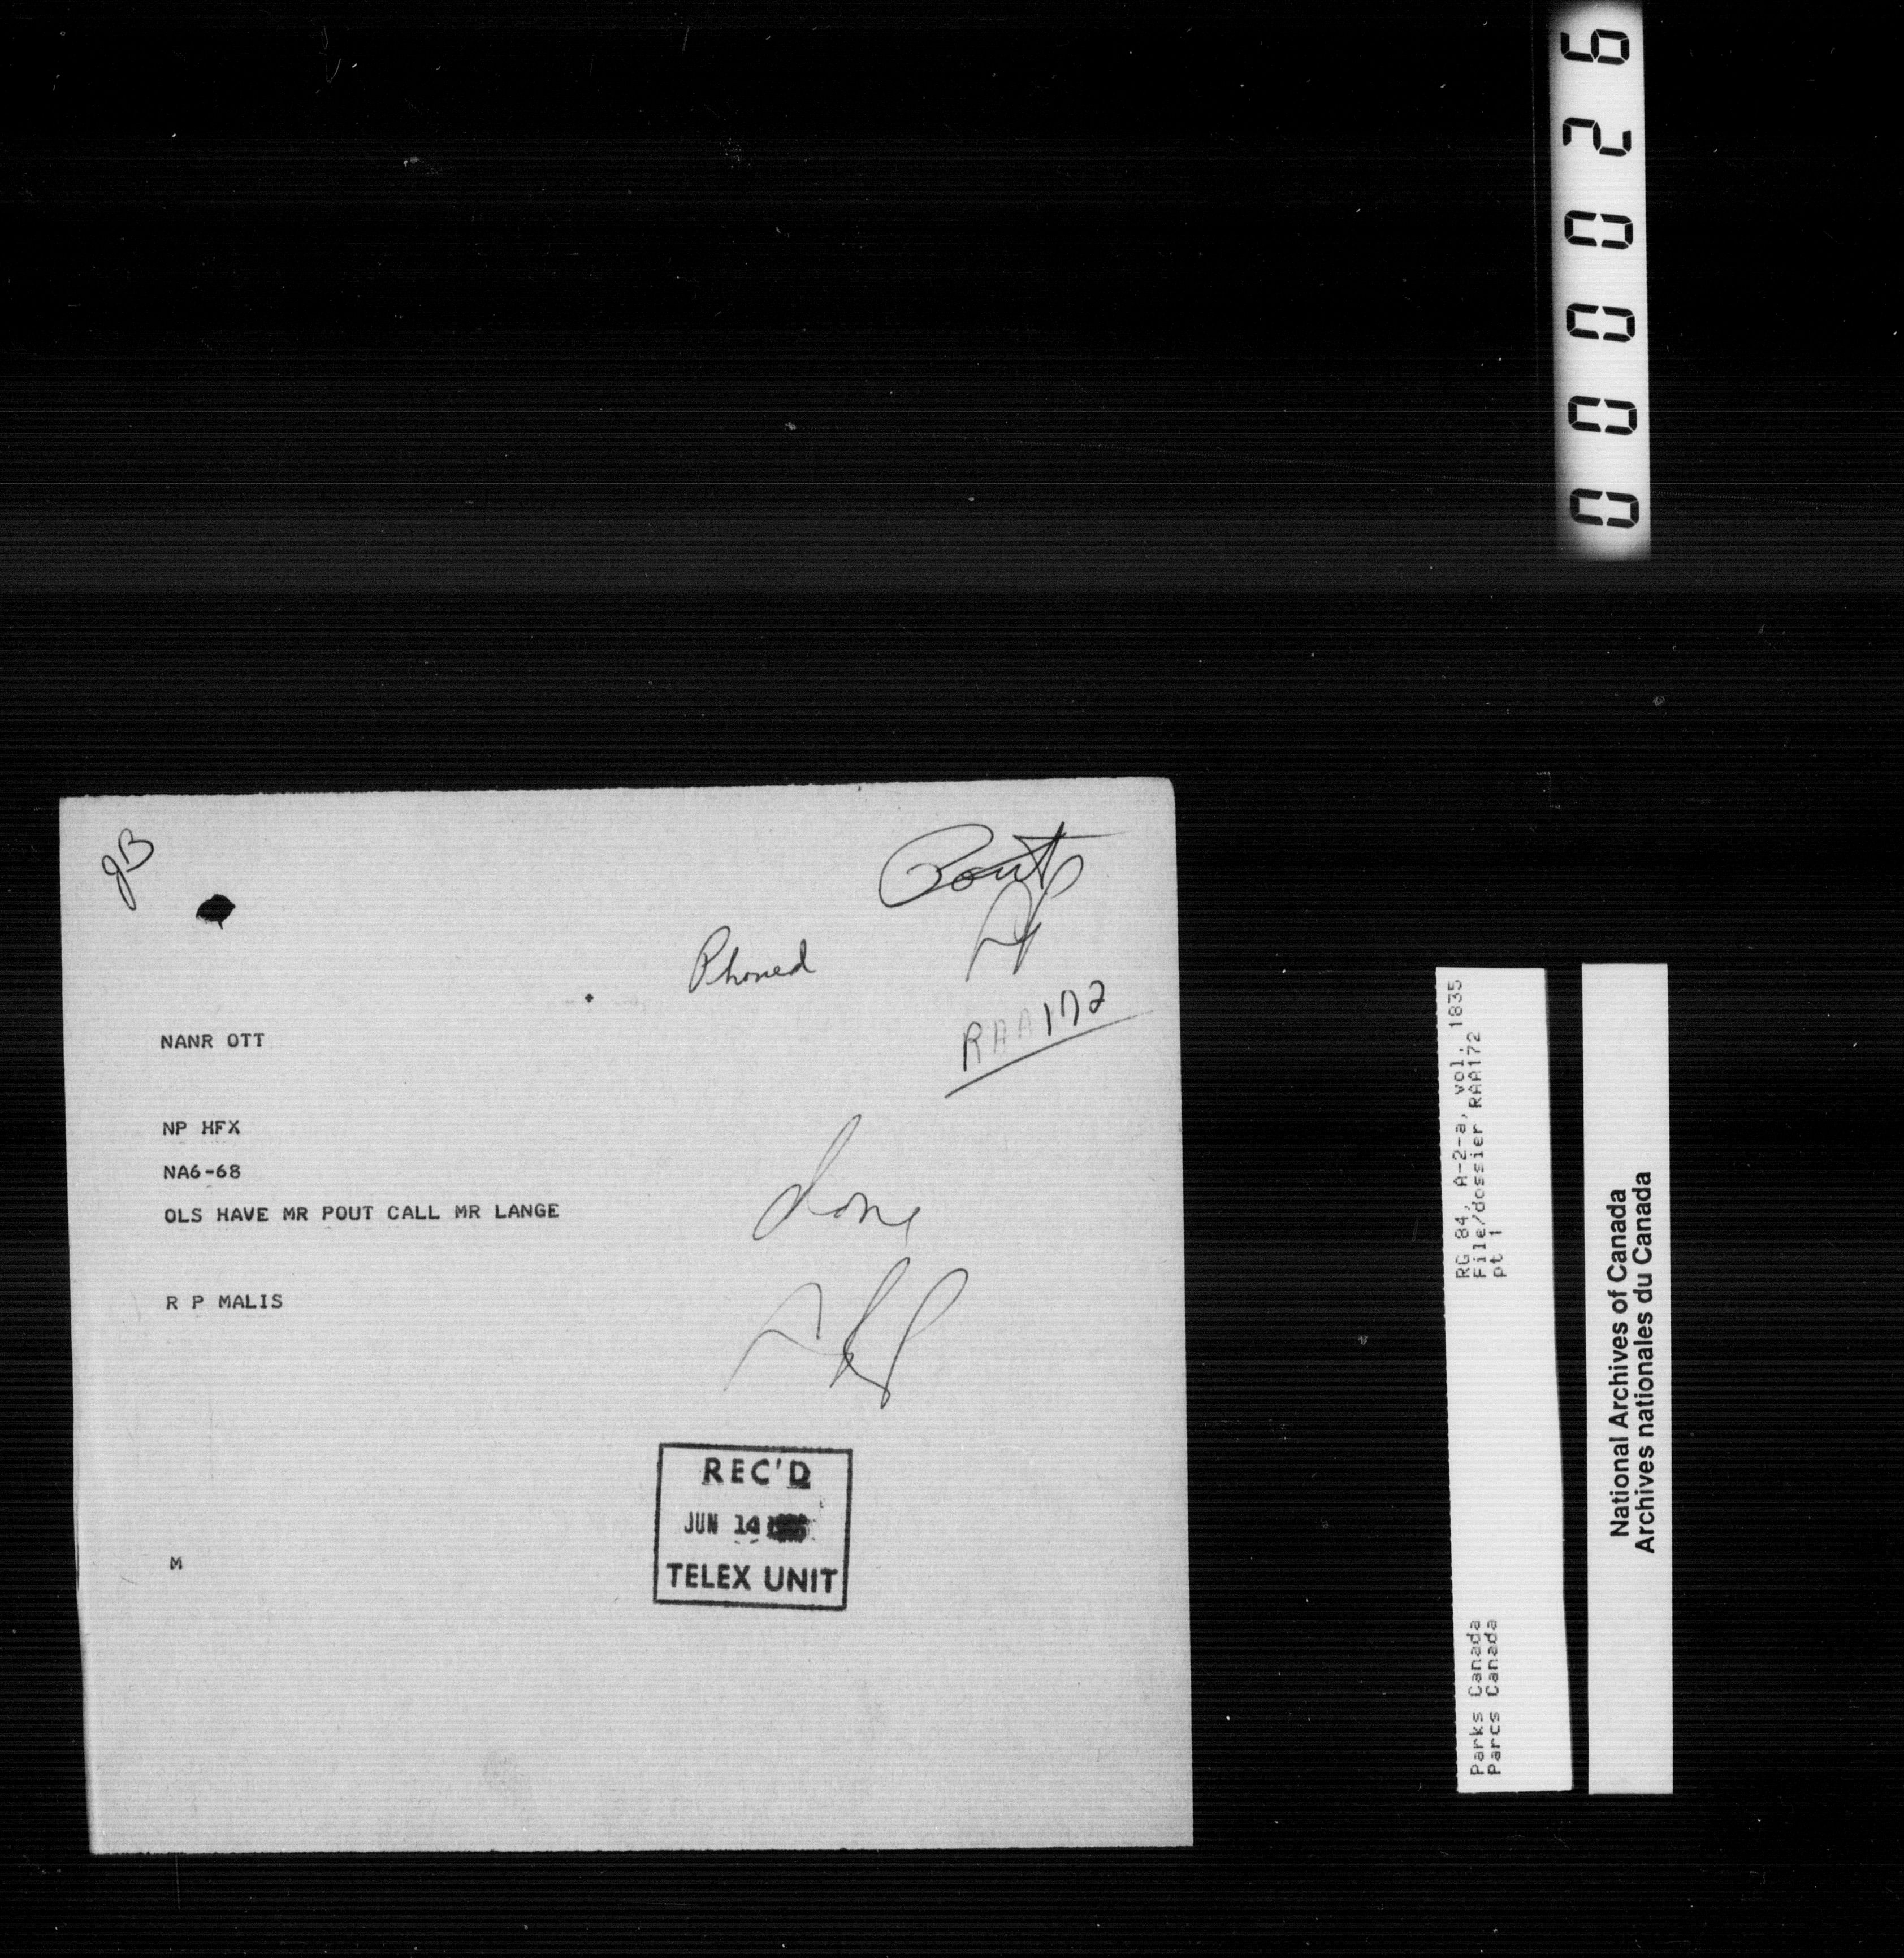 000026
JB
Pout
Phoned
RAA172
NANR OTT
NP HFX
NA6-68
OLS HAVE MR POUT CALL MR LANGE
done
R P MALIS
REC'D
JUN 14
TELEX UNIT
M
RG 84, A-2-a, vol. 1835
File/dossier RAA172
pt 1
Parks Canada
Parcs Canada
National Archives of Canada
Archives nationales du Canada